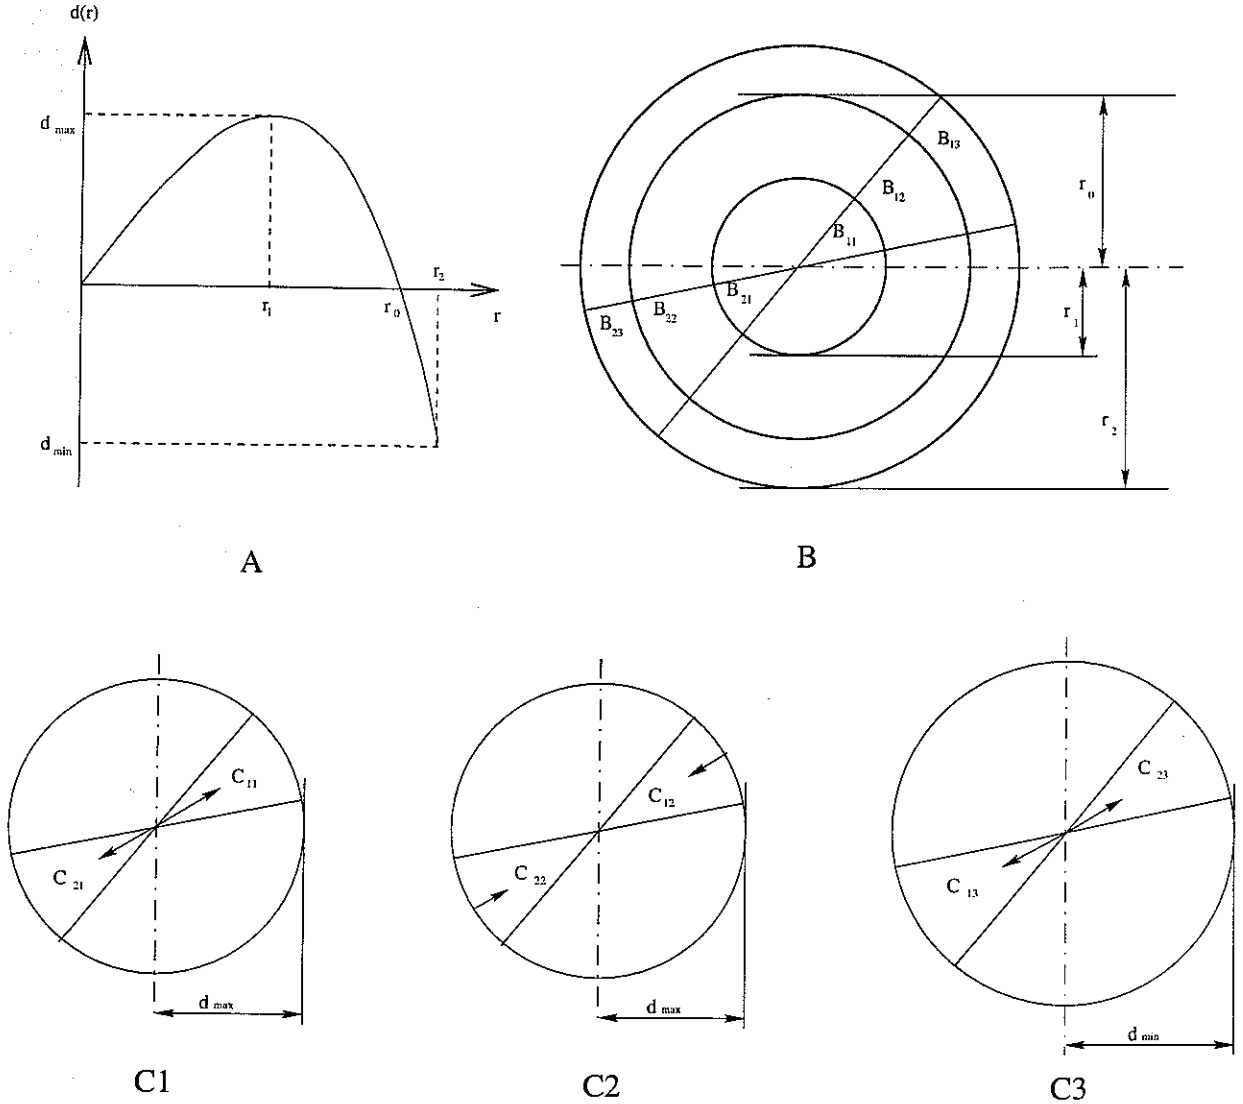 d(r)
d max
r2
r1
r0
r
d min
A
B13
B12
B11
B21
B22
B23
r0
r1
r2
B
C11
C21
d max
C1
C12
C22
d max
C2
C23
C13
d min
C3